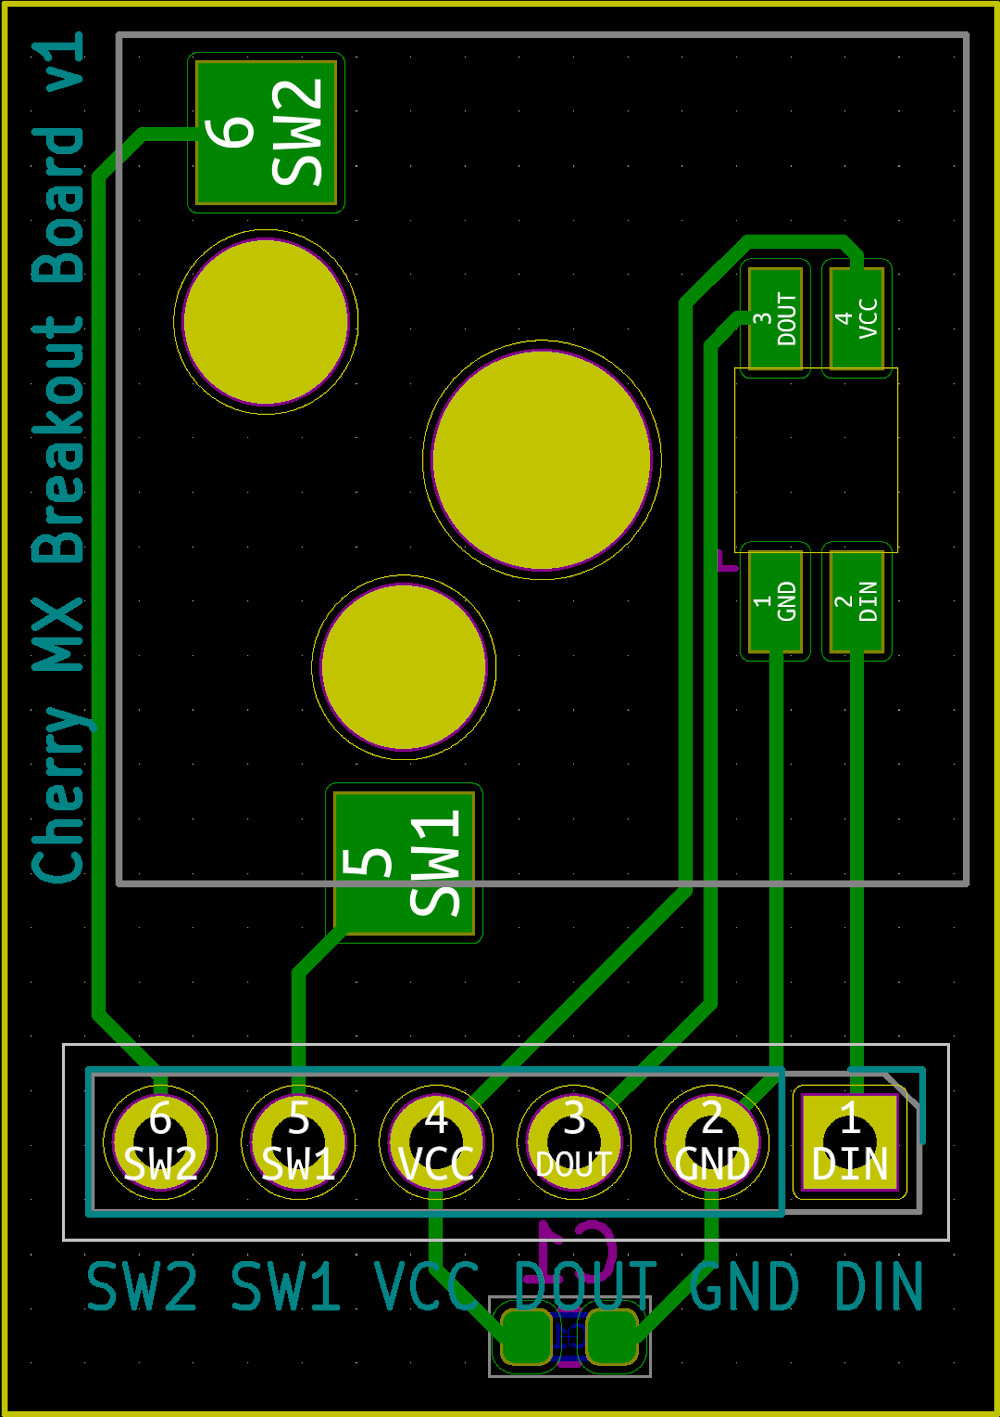 Cherry MX Breakout Board v1
6
SW2
3
DOUT
4
VCC
1
GND
2
DIN
5
SW1
6
SW2
5
SW1
4
VCC
3
DOUT
2
GND
1
DIN
C1
SW2 SW1 VCC DOUT GND DIN